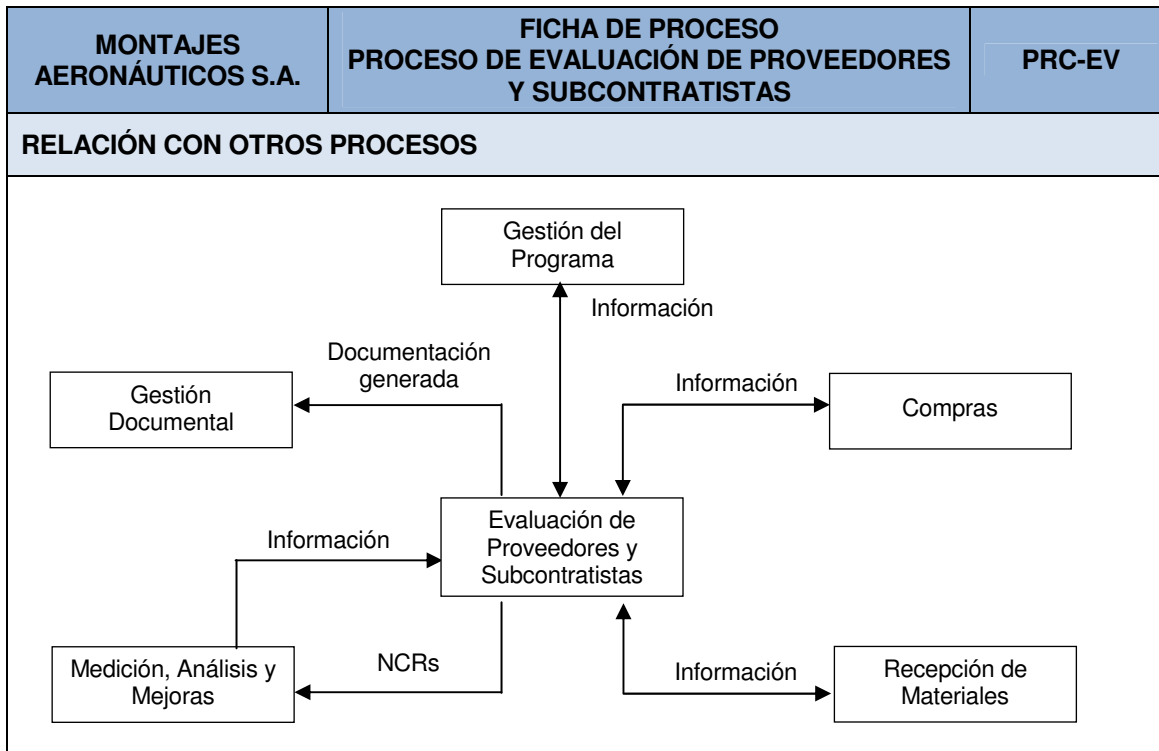 MONTAJES
AERONÁUTICOS S.A.
FICHA DE PROCESO
PROCESO DE EVALUACIÓN DE PROVEEDORES
Y SUBCONTRATISTAS
PRC-EV
RELACIÓN CON OTROS PROCESOS
Gestión del
Programa
Información
Documentación
generada
Información
Gestión
Documental
Compras
Evaluación de
Proveedores y
Subcontratistas
Información
Medición, Análisis y
Mejoras
NCRs
Información
Recepción de
Materiales